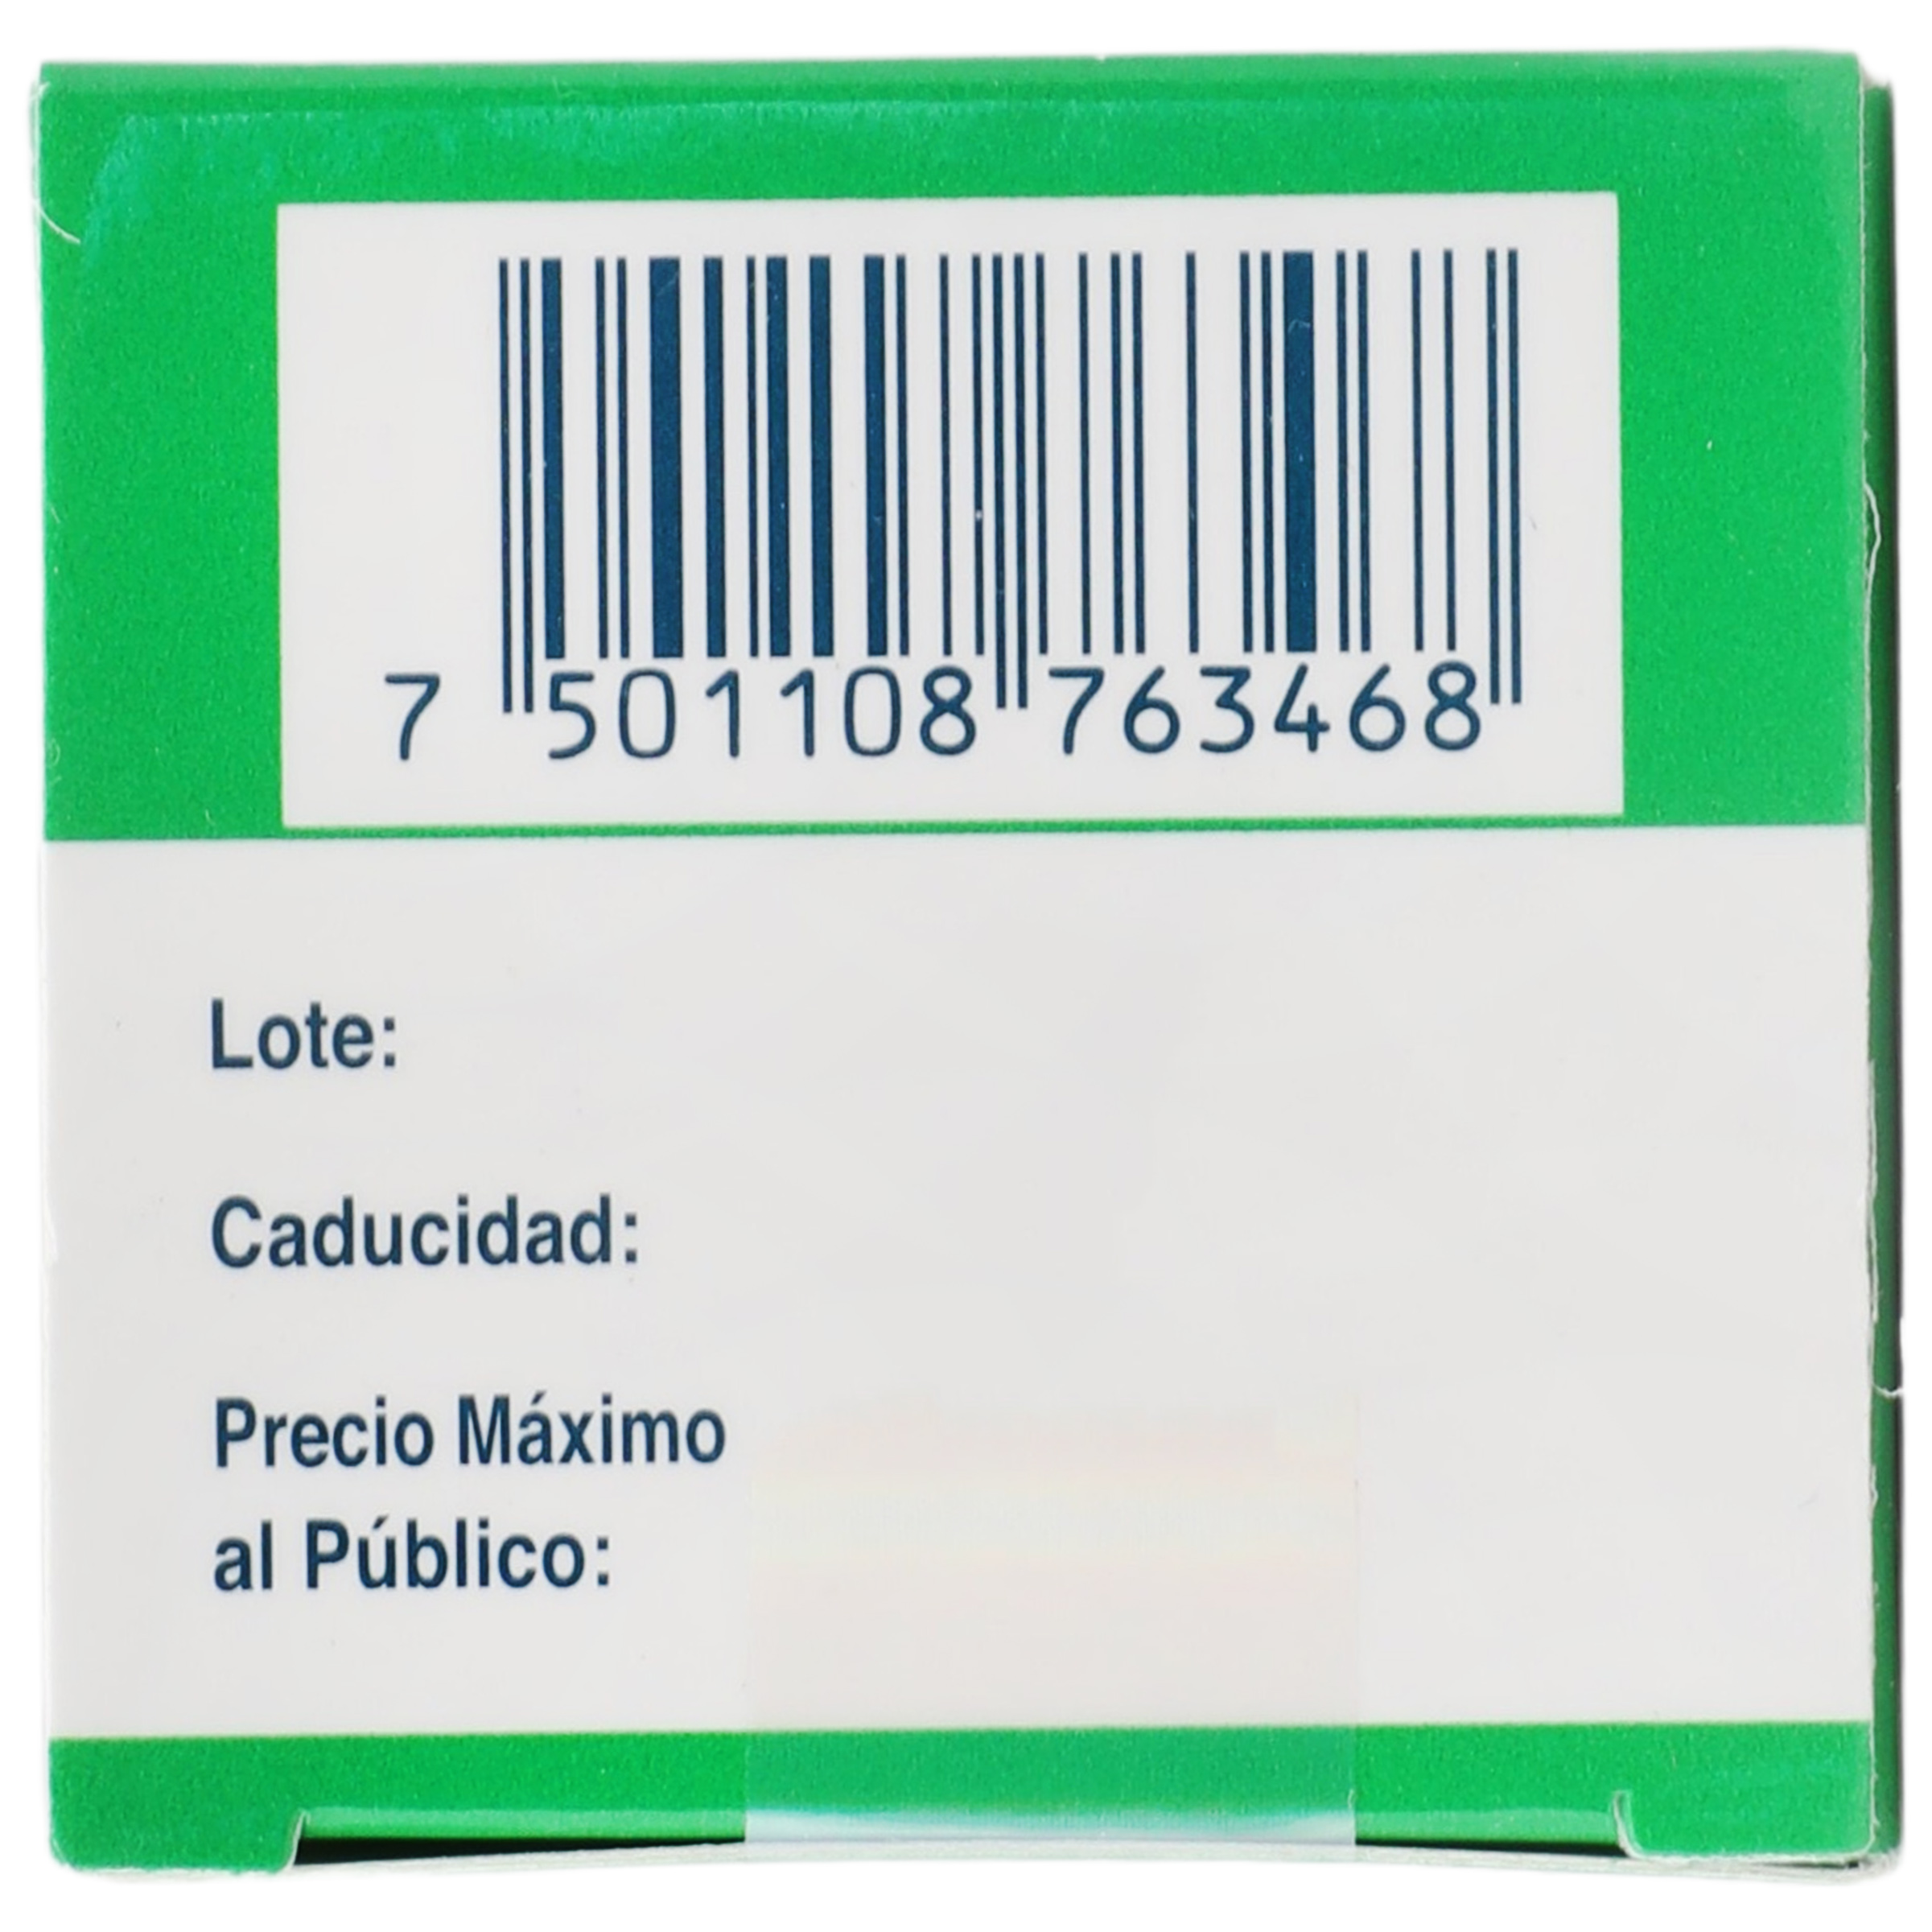 7 501108 763468
Lote:
Caducidad:
Precio Máximo
al Público: